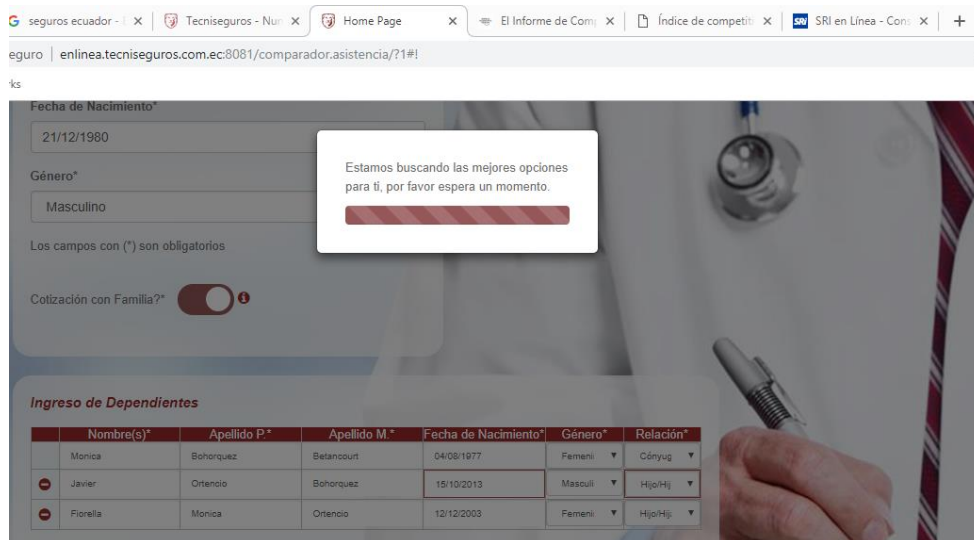 seguros ecuador -
Tecniseguros - Nu
Home Page
El Informe de Com
Índice de competiti
SRI en Línea - Cons
eguro | enlinea.tecniseguros.com.ec:8081/comparador.asistencia/?1#!
ks
Fecha de Nacimiento*
21/12/1980
Género*
Masculino
Los campos con (*) son obligatorios
Cotización con Familia?*
Estamos buscando las mejores opciones
para ti, por favor espera un momento.
Ingreso de Dependientes
Nombre(s)* Apellido P.* Apellido M.* Fecha de Nacimiento* Género* Relación*
Monica Bohorquez Betancourt 04/08/1977 Femeni Cónyug
Javier Ortencio Bohorquez 15/10/2013 Masculi Hijo/Hij
Fiorella Monica Ortencio 12/12/2003 Femeni Hijo/Hij